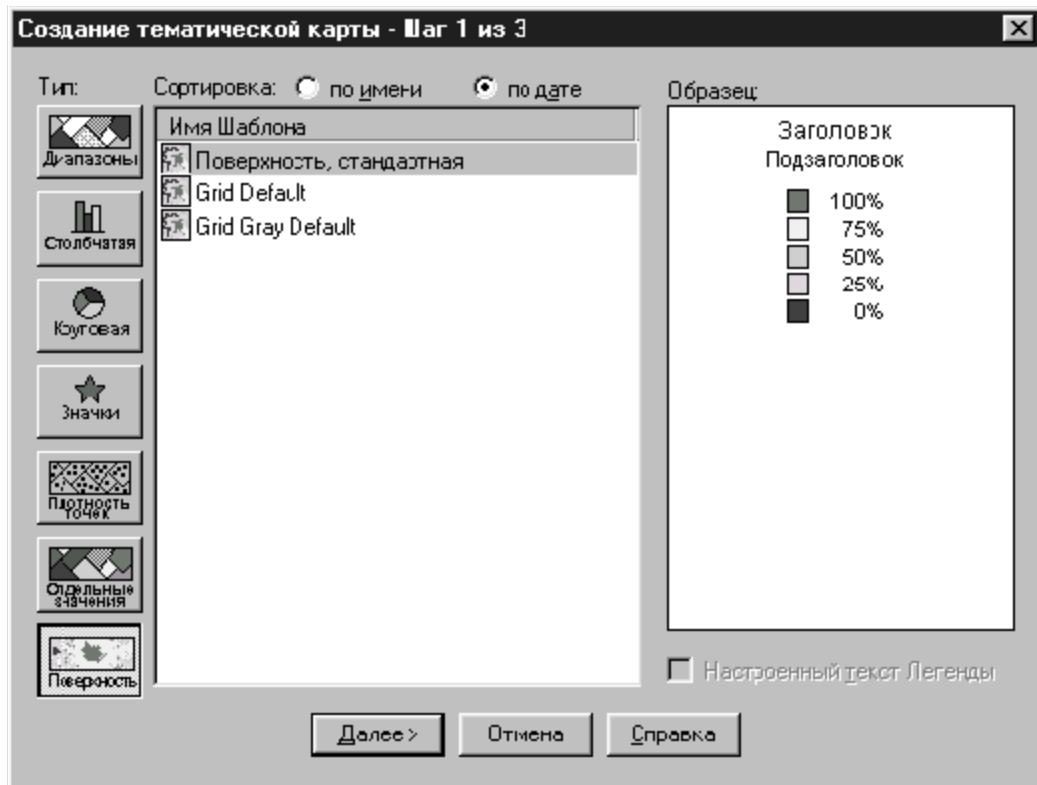 Создание тематической карты - Шаг 1 из 3
Тип:
Сортировка: по имени по дате
Образец:
Диапазоны
Столбчатая
Круговая
Значки
Плотность
точек
Отдельные
значения
Поверхность
Имя Шаблона
Поверхность, стандартная
Grid Default
Grid Gray Default
Заголовок
Подзаголовок
100%
75%
50%
25%
0%
Настроенный текст Легенды
Далее >
Отмена
Справка